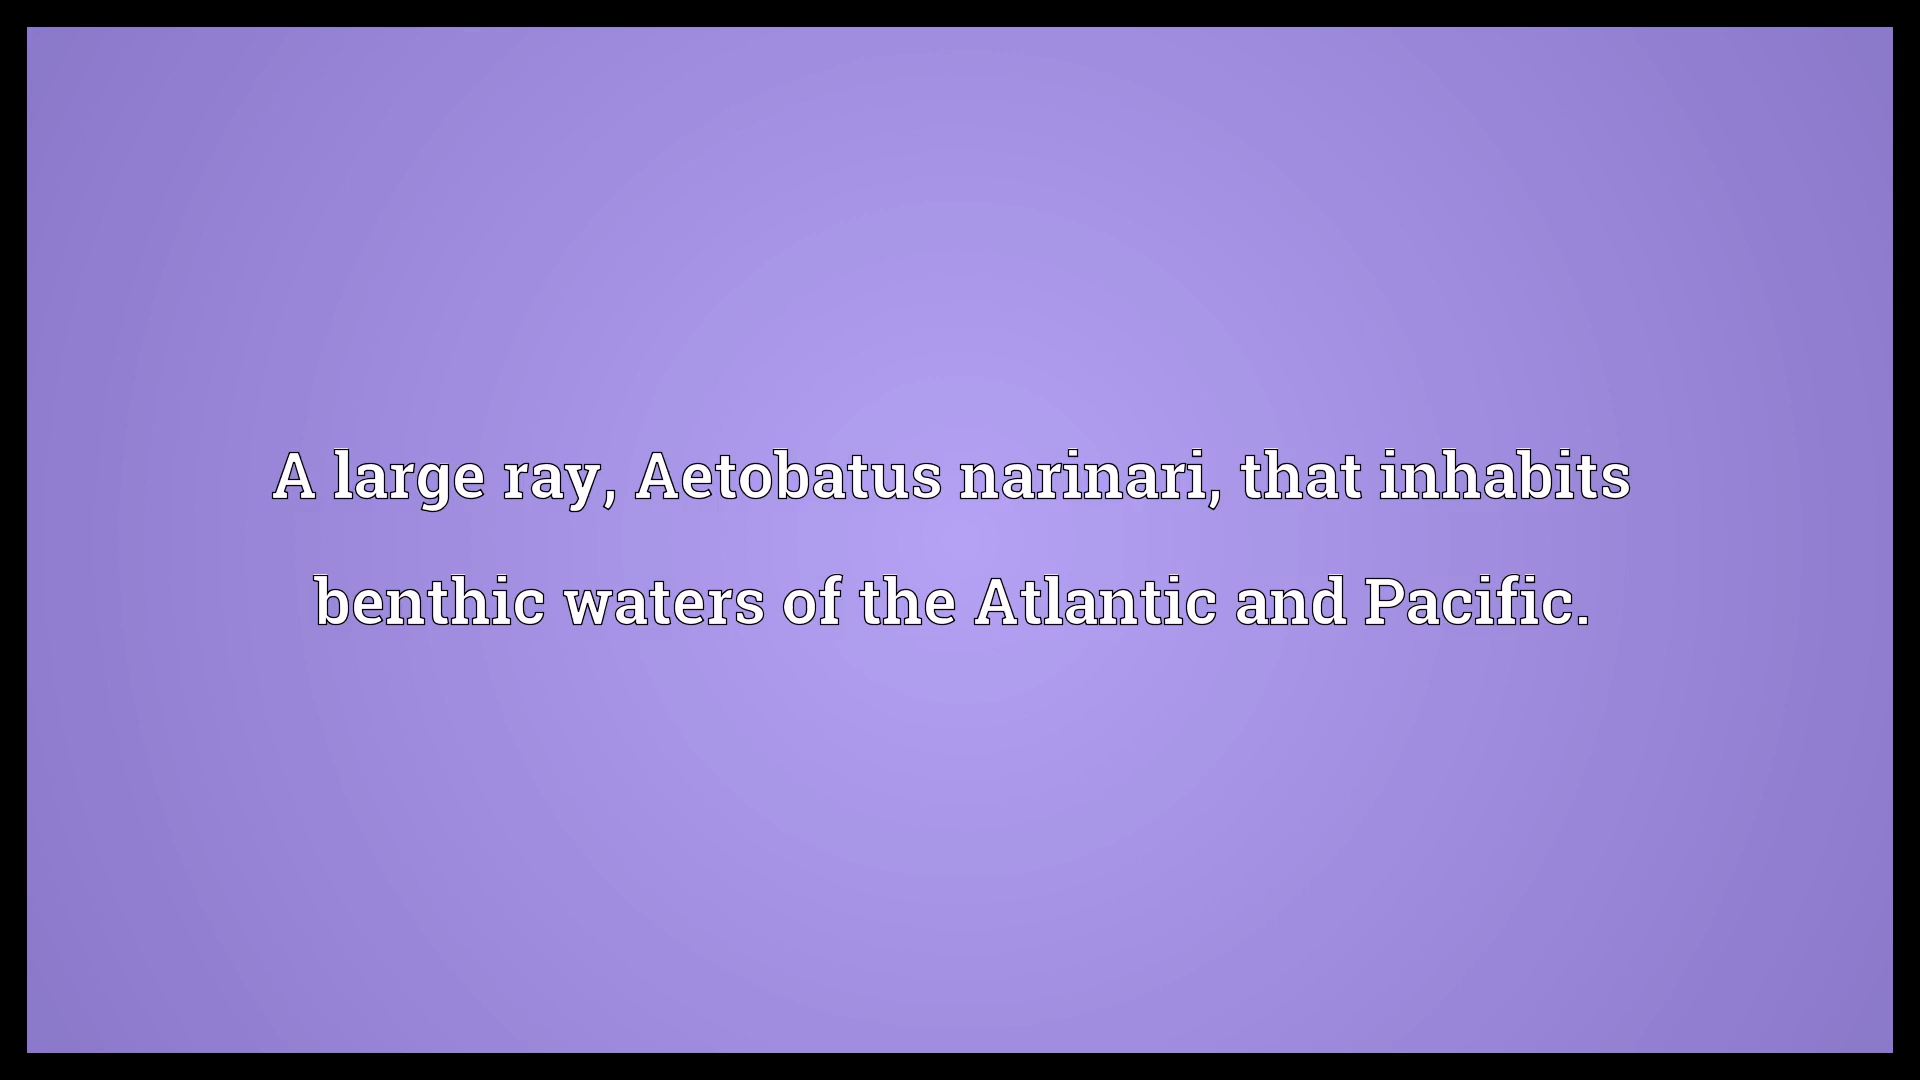 A large ray, Aetobatus narinari, that inhabits
benthic waters of the Atlantic and Pacific.